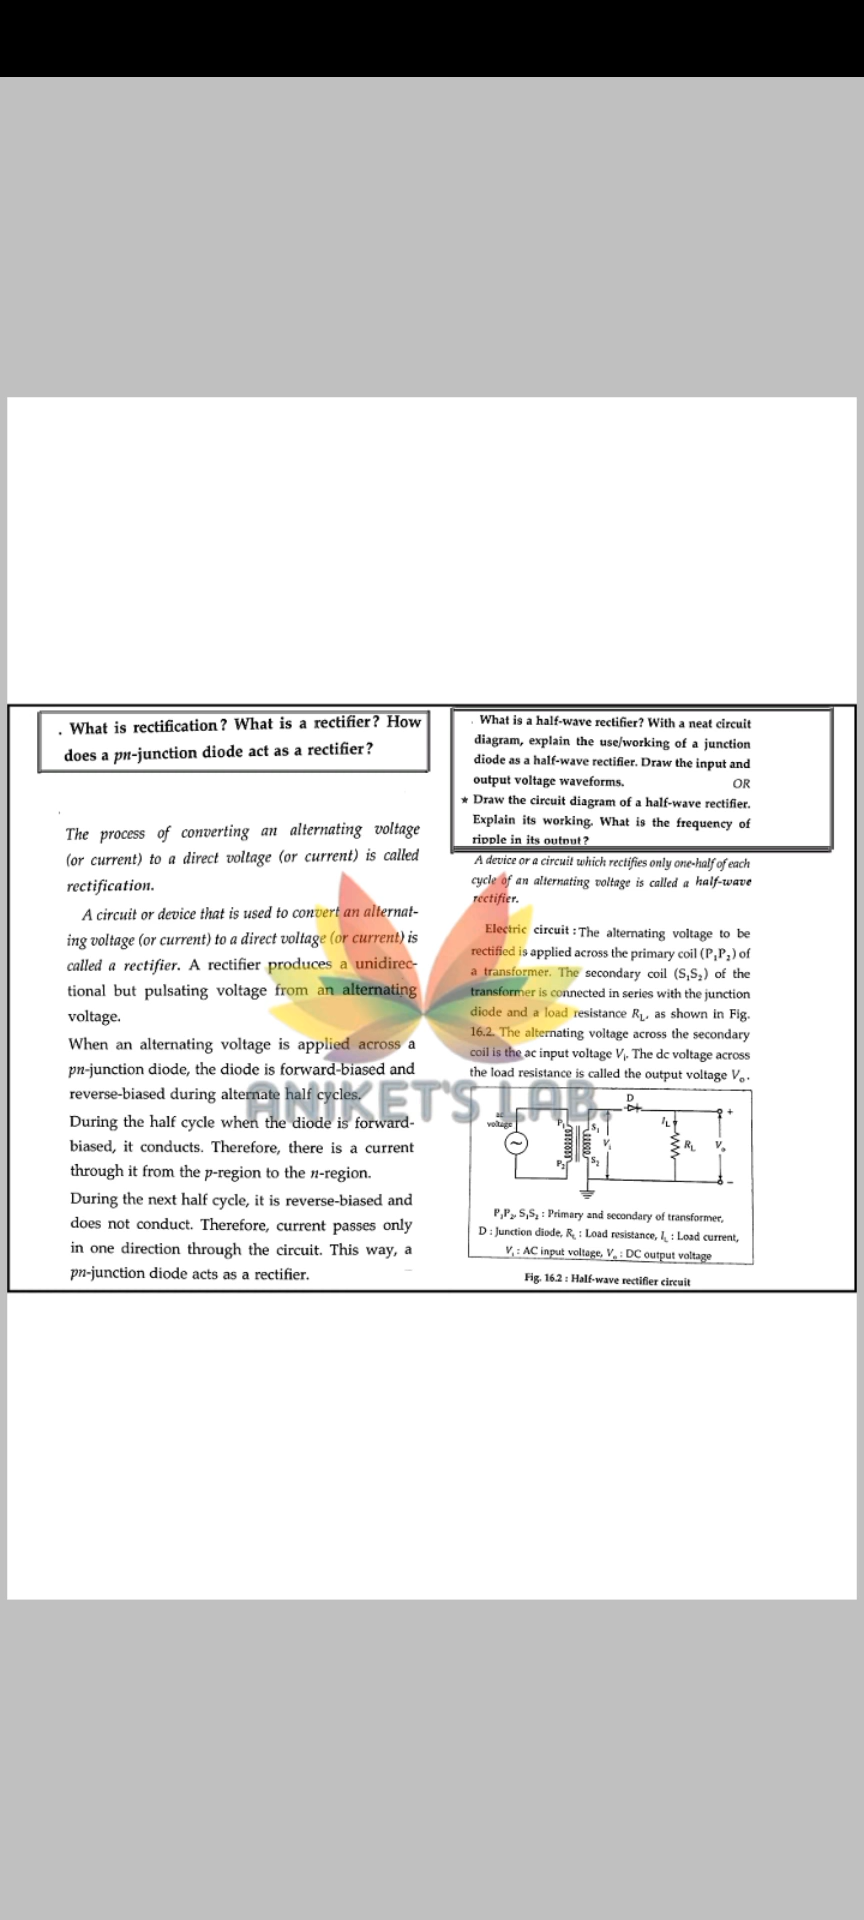 . What is rectification? What is a rectifier? How
does a pn-junction diode act as a rectifier?
The process of converting an alternating voltage
(or current) to a direct voltage (or current) is called
rectification.
A circuit or device that is used to convert an alternat-
ing voltage (or current) to a direct voltage (or current) is
called a rectifier. A rectifier produces a unidirec-
tional but pulsating voltage from an alternating
voltage.
When an alternating voltage is applied across a
pn-junction diode, the diode is forward-biased and
reverse-biased during alternate half cycles.
During the half cycle when the diode is forward-
biased, it conducts. Therefore, there is a current
through it from the p-region to the n-region.
During the next half cycle, it is reverse-biased and
does not conduct. Therefore, current passes only
in one direction through the circuit. This way, a
pn-junction diode acts as a rectifier.
. What is a half-wave rectifier? With a neat circuit
diagram, explain the use/working of a junction
diode as a half-wave rectifier. Draw the input and
output voltage waveforms. OR
★ Draw the circuit diagram of a half-wave rectifier.
Explain its working. What is the frequency of
ripple in its output?
A device or a circuit which rectifies only one-half of each
cycle of an alternating voltage is called a half-wave
rectifier.
Electric circuit : The alternating voltage to be
rectified is applied across the primary coil (P₁P₂) of
a transformer. The secondary coil (S₁S₂) of the
transformer is connected in series with the junction
diode and a load resistance R_L, as shown in Fig.
16.2. The alternating voltage across the secondary
coil is the ac input voltage Vᵢ. The dc voltage across
the load resistance is called the output voltage Vₒ.
ac
voltage
P₁
P₂
S₁
S₂
Vᵢ
D
I_L
R_L
Vₒ
+
−
P₁P₂, S₁S₂ : Primary and secondary of transformer,
D : Junction diode, R_L : Load resistance, I_L : Load current,
Vᵢ : AC input voltage, Vₒ : DC output voltage
Fig. 16.2 : Half-wave rectifier circuit
ANIKET'S LAB.